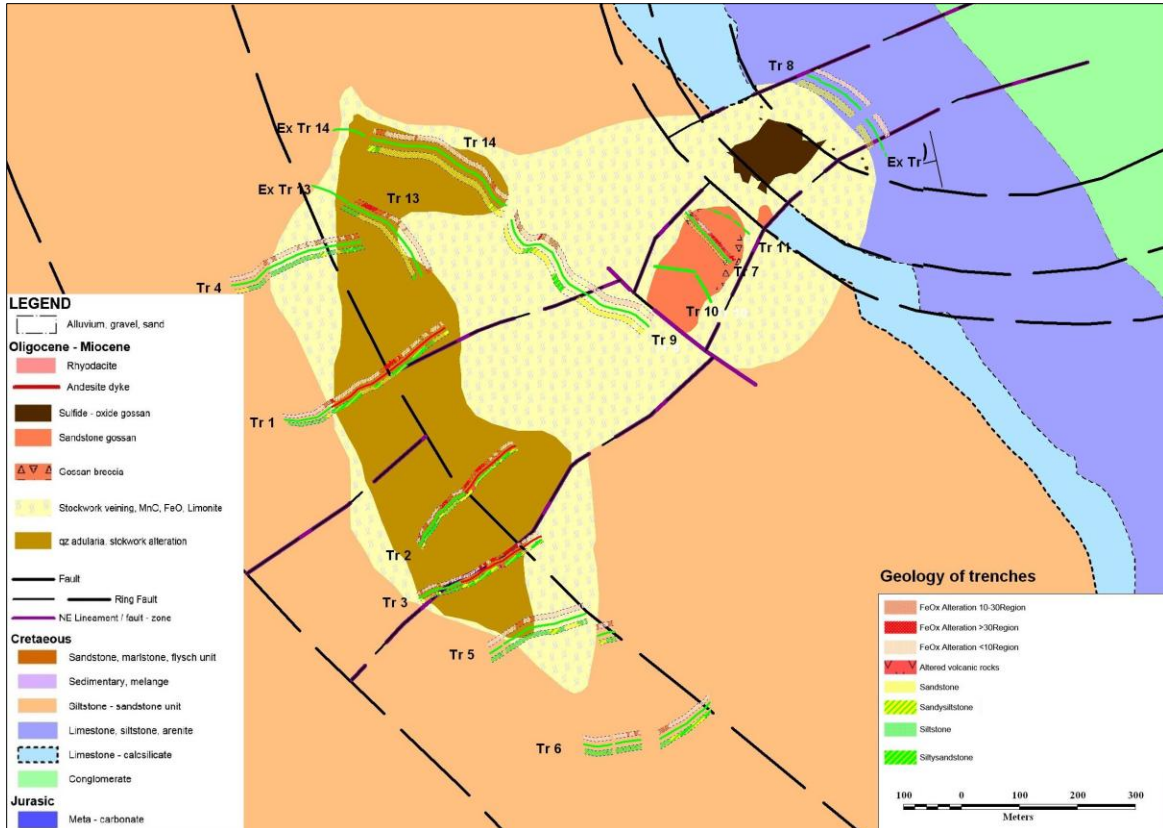 Tr 8
Ex Tr 14
Tr 14
Ex Tr
Ex Tr 13
Tr 13
Tr 11
Tr 7
Tr 4
Tr 10
Tr 9
Tr 1
Tr 2
Tr 3
Tr 5
Tr 6
LEGEND
Alluvium, gravel, sand
Oligocene - Miocene
Rhyodacite
Andesite dyke
Sulfide - oxide gossan
Sandstone gossan
Gossan breccia
Stockwork veining, MnC, FeO, Limonite
qz adularia, stokwork alteration
Fault
Ring Fault
NE Lineament / fault - zone
Cretaeous
Sandstone, marlstone, flysch unit
Sedimentary, melange
Siltstone - sandstone unit
Limestone, siltstone, arenite
Limestone - calcsilicate
Conglomerate
Jurasic
Meta - carbonate
Geology of trenches
FeOx Alteration 10-30Region
FeOx Alteration >30Region
FeOx Alteration <10Region
Altered volcanic rocks
Sandstone
Sandysiltstone
Siltstone
Siltysandstone
100 0 100 200 300
Meters